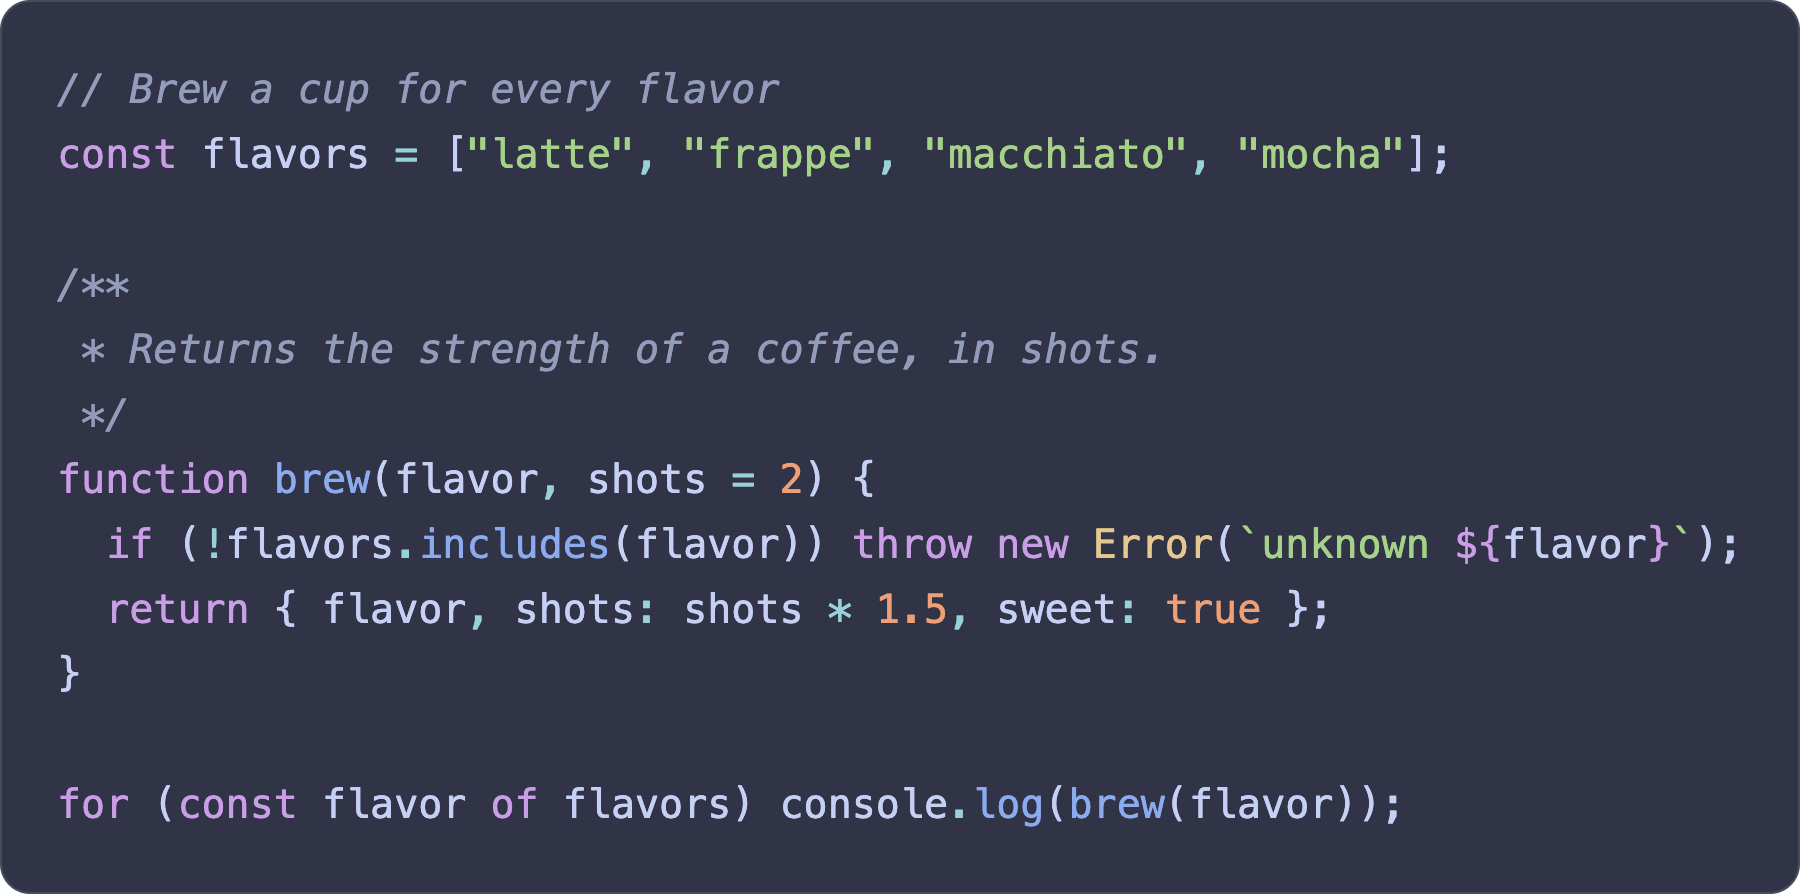 // Brew a cup for every flavor
const flavors = ["latte", "frappe", "macchiato", "mocha"];

/**
 * Returns the strength of a coffee, in shots.
 */
function brew(flavor, shots = 2) {
  if (!flavors.includes(flavor)) throw new Error(`unknown ${flavor}`);
  return { flavor, shots: shots * 1.5, sweet: true };
}

for (const flavor of flavors) console.log(brew(flavor));